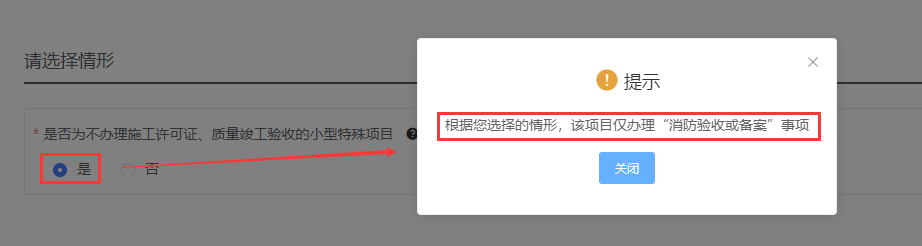 请选择情形
提示
根据您选择的情形，该项目仅办理“消防验收或备案”事项
* 是否为不办理施工许可证、质量竣工验收的小型特殊项目 ?
是 否
关闭